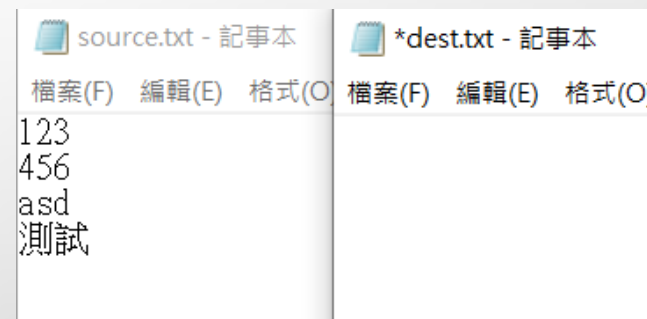 source.txt - 記事本
檔案(F) 編輯(E) 格式(O
123
456
asd
測試
*dest.txt - 記事本
檔案(F) 編輯(E) 格式(O